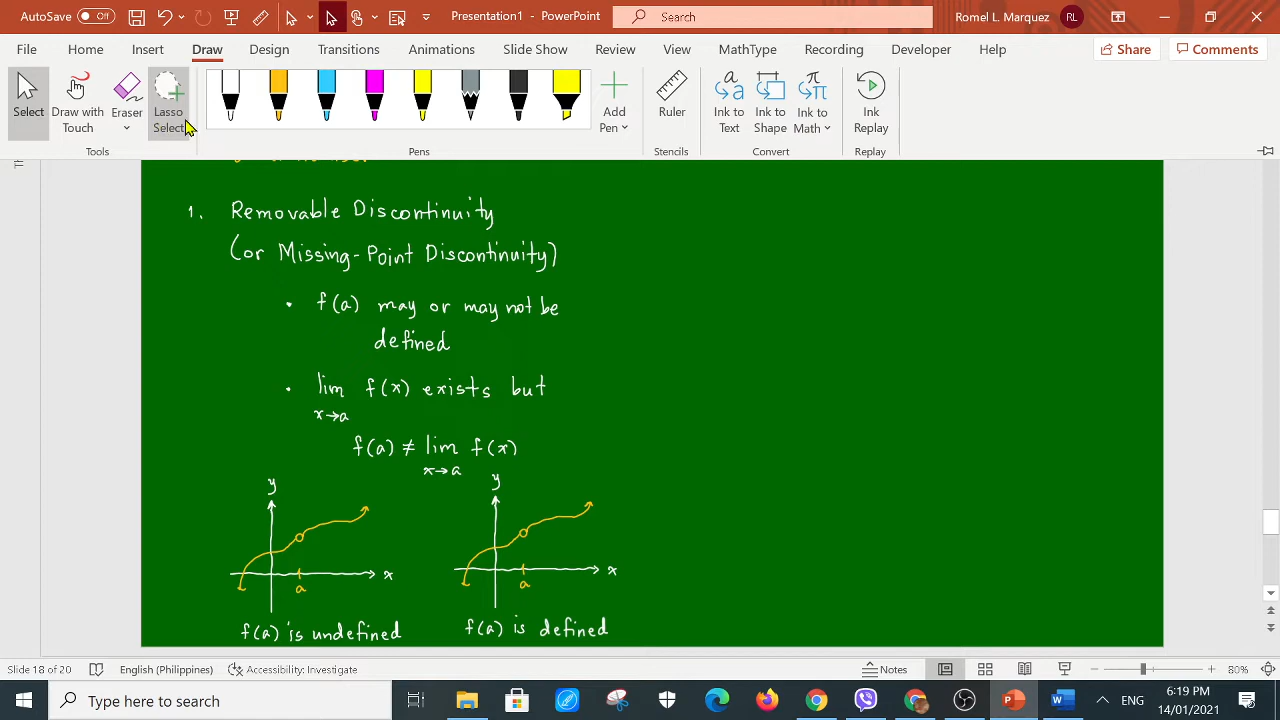 AutoSave Off
Presentation1 - PowerPoint
Search
Romel L. Marquez RL
File Home Insert Draw Design Transitions Animations Slide Show Review View MathType Recording Developer Help Share Comments
Select
Draw with Touch
Eraser
Lasso Select
Add Pen
Ruler
Ink to Text
Ink to Shape
Ink to Math
Ink Replay
Tools Pens Stencils Convert Replay
1. Removable Discontinuity
(or Missing-Point Discontinuity)
• f(a) may or may not be
defined
• lim f(x) exists but
x→a
f(a) ≠ lim f(x)
x→a
y
x
a
f(a) is undefined
y
x
a
f(a) is defined
Slide 18 of 20 English (Philippines) Accessibility: Investigate Notes 80%
Type here to search
ENG
6:19 PM
14/01/2021